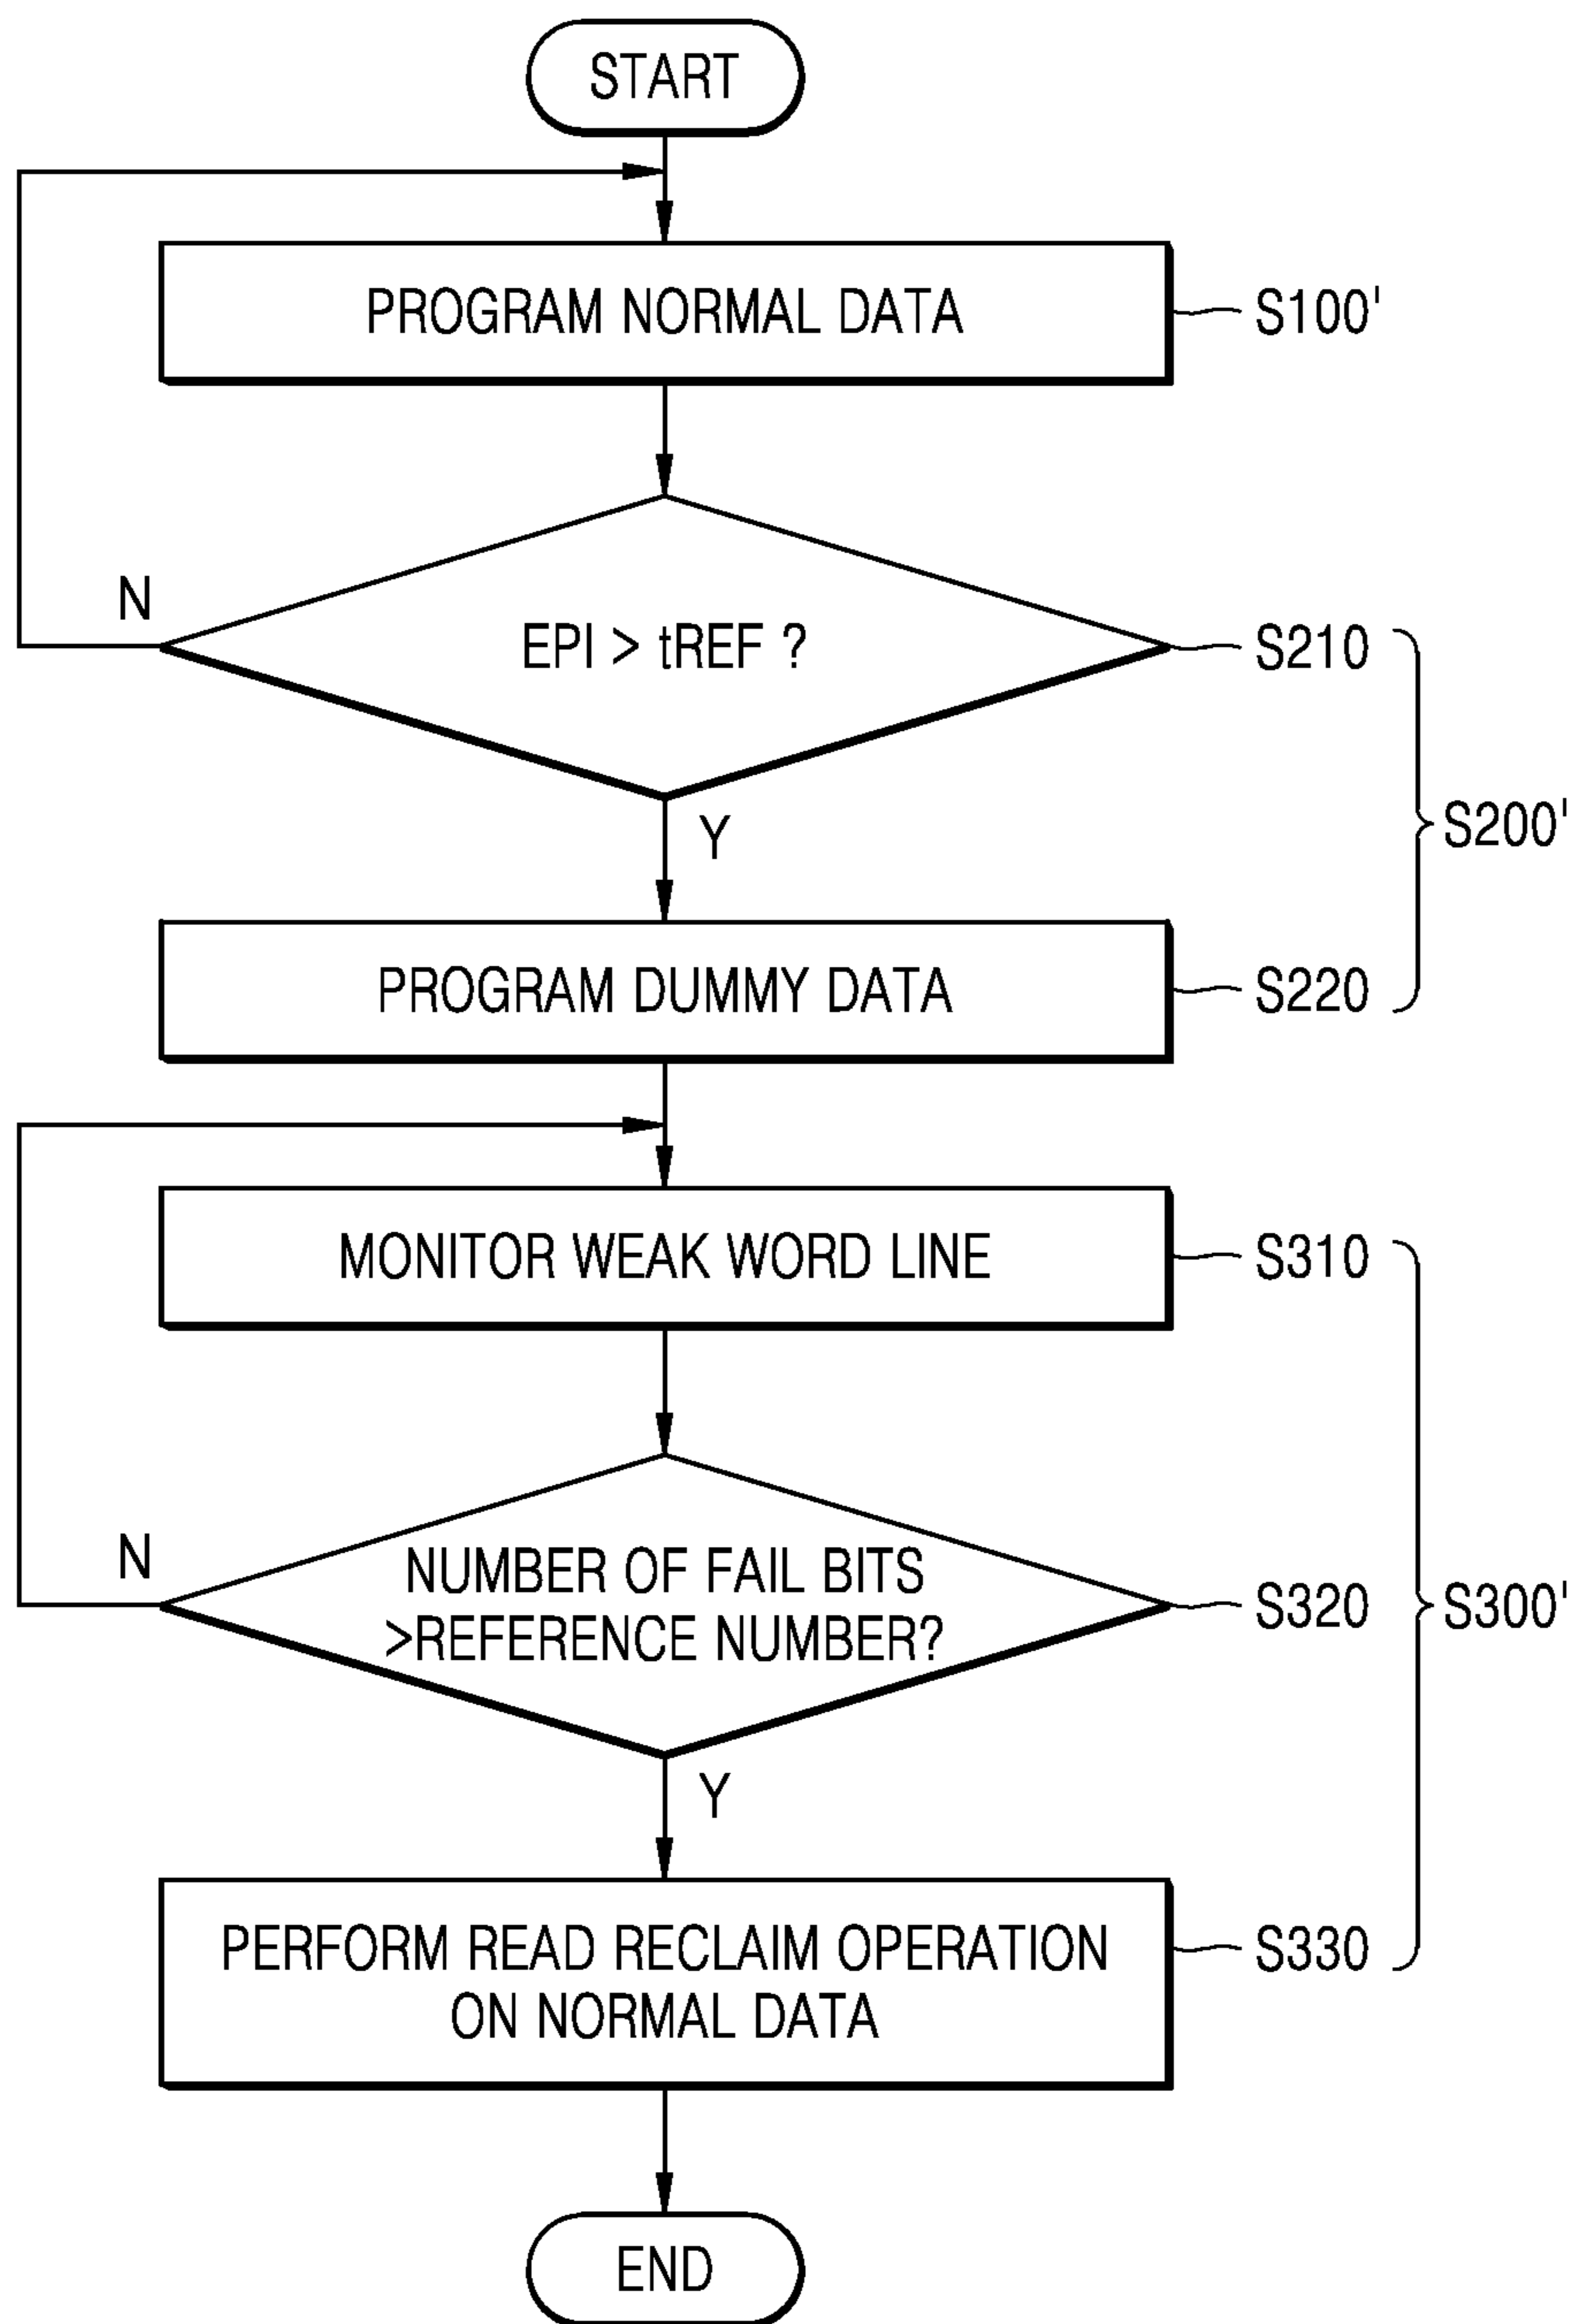 START
PROGRAM NORMAL DATA
S100'
N
EPI > tREF ?
S210
Y
S200'
PROGRAM DUMMY DATA
S220
MONITOR WEAK WORD LINE
S310
N
NUMBER OF FAIL BITS
>REFERENCE NUMBER?
S320
S300'
Y
PERFORM READ RECLAIM OPERATION
ON NORMAL DATA
S330
END